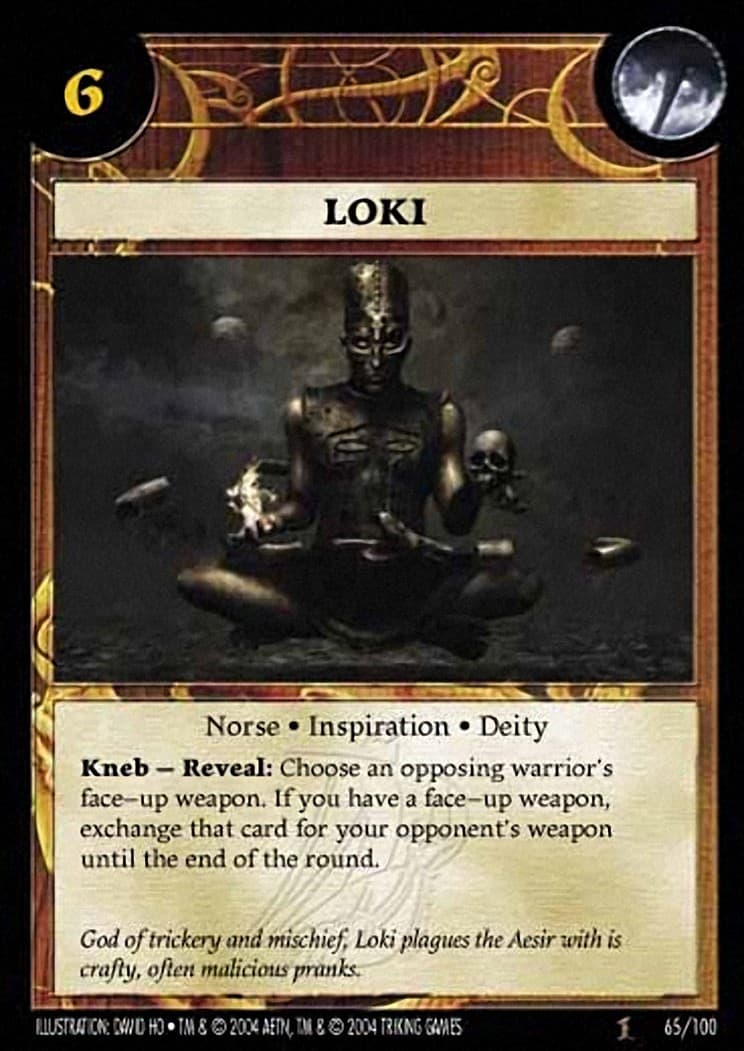 6
LOKI
Norse • Inspiration • Deity
Kneb – Reveal: Choose an opposing warrior's
face–up weapon. If you have a face–up weapon,
exchange that card for your opponent's weapon
until the end of the round.
God of trickery and mischief, Loki plagues the Aesir with is
crafty, often malicious pranks.
ILLUSTRATION: DAVID HO • TM & © 2004 AETN, TM & © 2004 TRIKING GAMES
65/100